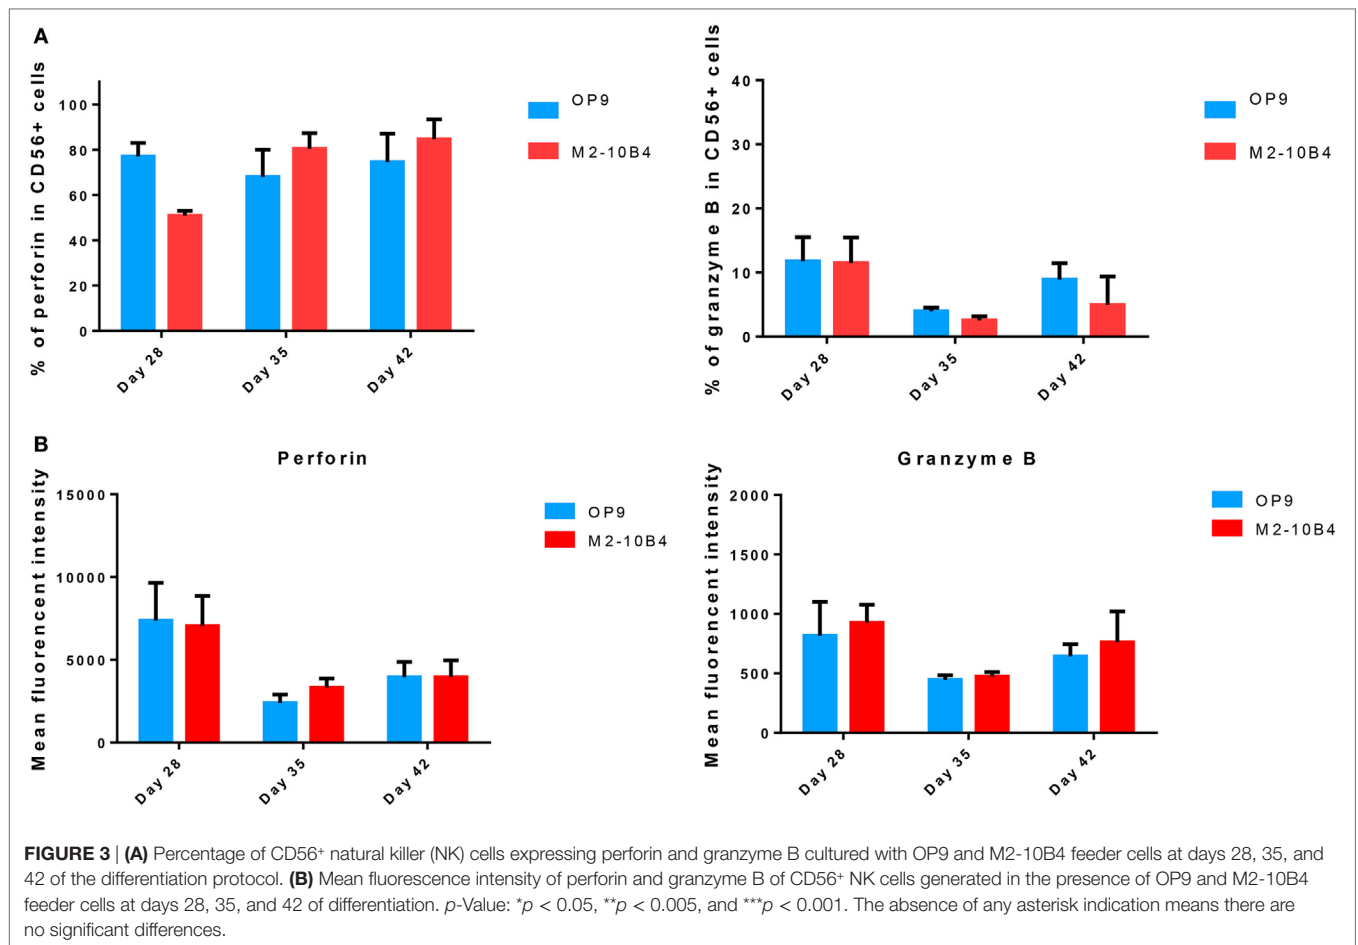 A
% of perforin in CD56+ cells
100
80
60
40
20
0
Day 28
Day 35
Day 42
OP9
M2-10B4
% of granzyme B in CD56+ cells
40
30
20
10
0
Day 28
Day 35
Day 42
OP9
M2-10B4
B
Perforin
Mean fluorencent intensity
15000
10000
5000
0
Day 28
Day 35
Day 42
OP9
M2-10B4
Granzyme B
Mean fluorencent intensity
2000
1500
1000
500
0
Day 28
Day 35
Day 42
OP9
M2-10B4
FIGURE 3 | (A) Percentage of CD56⁺ natural killer (NK) cells expressing perforin and granzyme B cultured with OP9 and M2-10B4 feeder cells at days 28, 35, and
42 of the differentiation protocol. (B) Mean fluorescence intensity of perforin and granzyme B of CD56⁺ NK cells generated in the presence of OP9 and M2-10B4
feeder cells at days 28, 35, and 42 of differentiation. p-Value: *p < 0.05, **p < 0.005, and ***p < 0.001. The absence of any asterisk indication means there are
no significant differences.